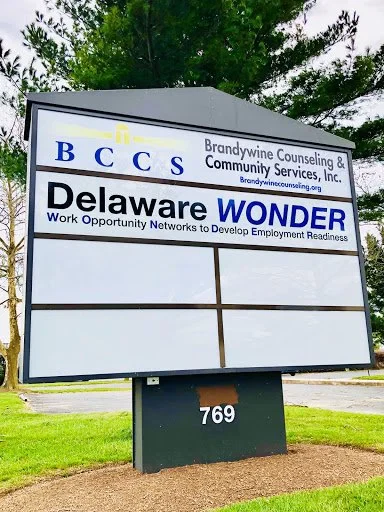 BCCS
Brandywine Counseling &
Community Services, Inc.
Brandywinecounseling.org
Delaware WONDER
Work Opportunity Networks to Develop Employment Readiness
769